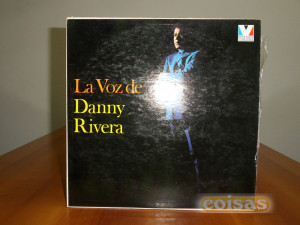 La Voz de
Danny
Rivera
coisas